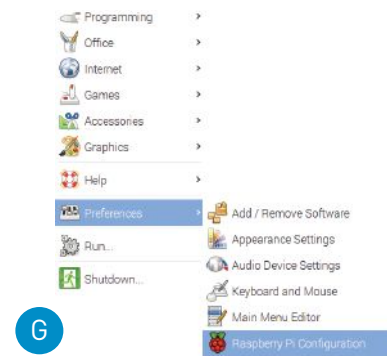 Programming
Office
Internet
Games
Accessories
Graphics
Help
Preferences
Run...
Shutdown...
Add / Remove Software
Appearance Settings
Audio Device Settings
Keyboard and Mouse
Main Menu Editor
Raspberry Pi Configuration
G